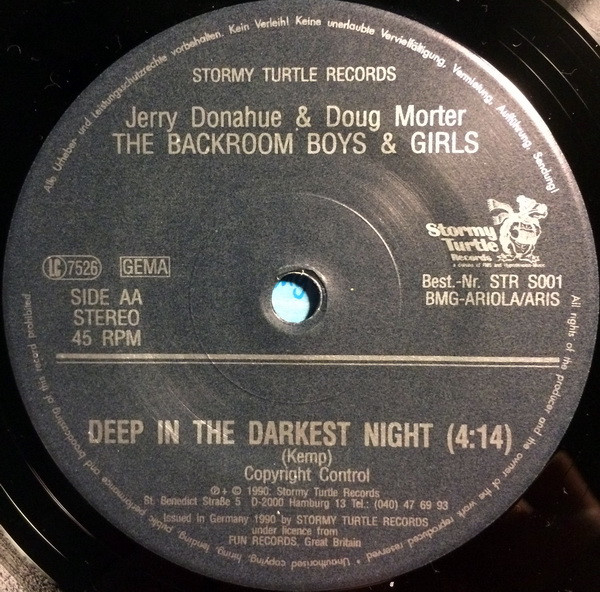 Alle Urheber- und Leistungsschutzrechte vorbehalten. Kein Verleih! Keine unerlaubte Vervielfältigung, Vermietung, Aufführung, Sendung!
STORMY TURTLE RECORDS
Jerry Donahue & Doug Morter
THE BACKROOM BOYS & GIRLS
Stormy
Turtle
Records
LC 7526
GEMA
Best.-Nr. STR S001
BMG-ARIOLA/ARIS
SIDE AA
STEREO
45 RPM
DEEP IN THE DARKEST NIGHT (4:14)
(Kemp)
Copyright Control
℗ + © 1990 Stormy Turtle Records
St. Benedict Straße 5 D-2000 Hamburg 13 Tel.: (040) 47 69 93
Issued in Germany 1990 by STORMY TURTLE RECORDS
under licence from
FUN RECORDS, Great Britain
All rights of the producer and the owner of the work reproduced reserved * Unauthorised copying, hiring, lending, public performance and broadcasting of this record prohibited